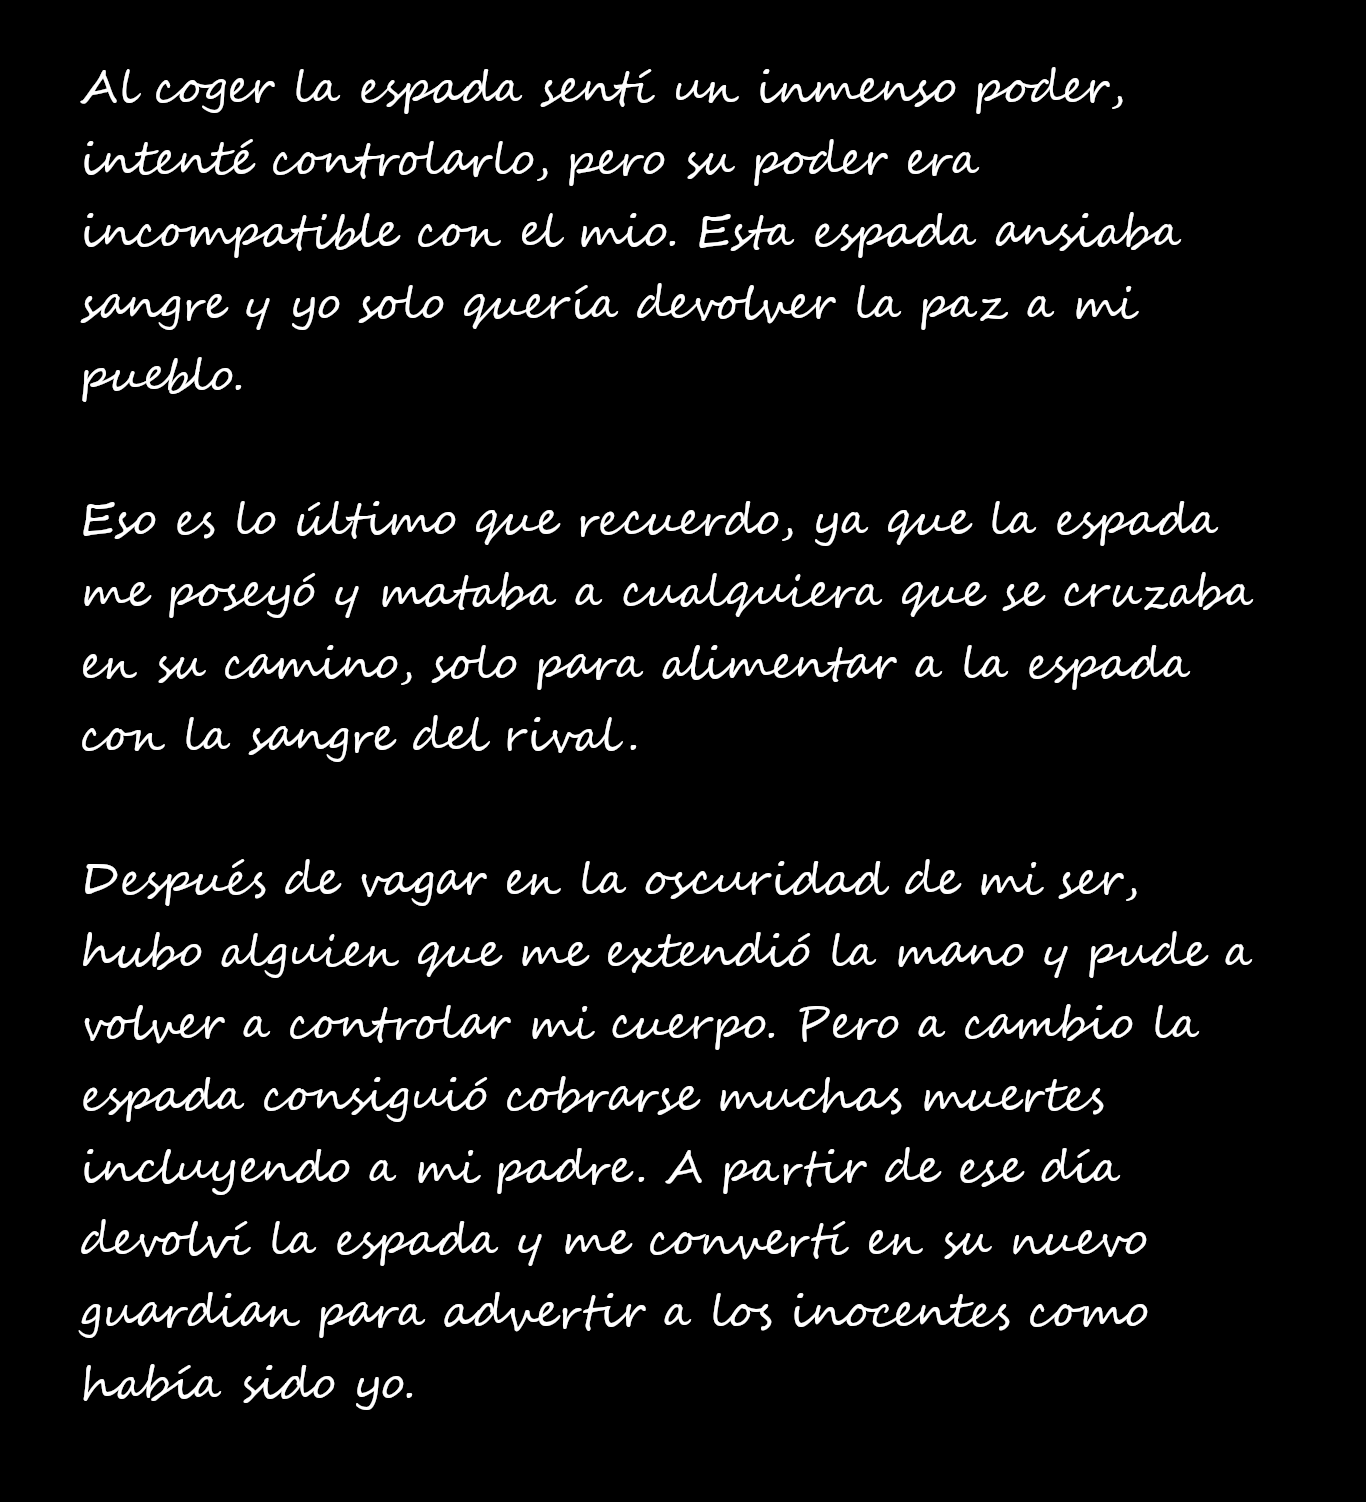 Al coger la espada sentí un inmenso poder,
intenté controlarlo, pero su poder era
incompatible con el mio. Esta espada ansiaba
sangre y yo solo quería devolver la paz a mi
pueblo.
Eso es lo último que recuerdo, ya que la espada
me poseyó y mataba a cualquiera que se cruzaba
en su camino, solo para alimentar a la espada
con la sangre del rival.
Después de vagar en la oscuridad de mi ser,
hubo alguien que me extendió la mano y pude a
volver a controlar mi cuerpo. Pero a cambio la
espada consiguió cobrarse muchas muertes
incluyendo a mi padre. A partir de ese día
devolví la espada y me convertí en su nuevo
guardian para advertir a los inocentes como
había sido yo.